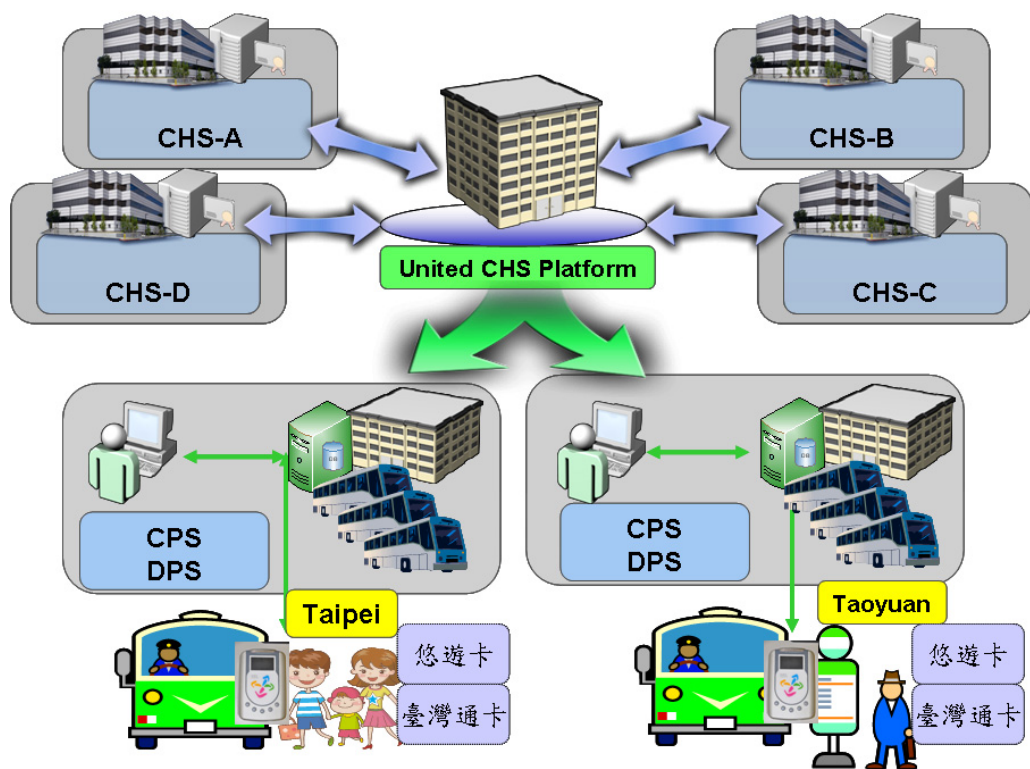 CHS-A
CHS-B
CHS-D
CHS-C
United CHS Platform
CPS
DPS
CPS
DPS
Taipei
Taoyuan
悠遊卡
臺灣通卡
悠遊卡
臺灣通卡